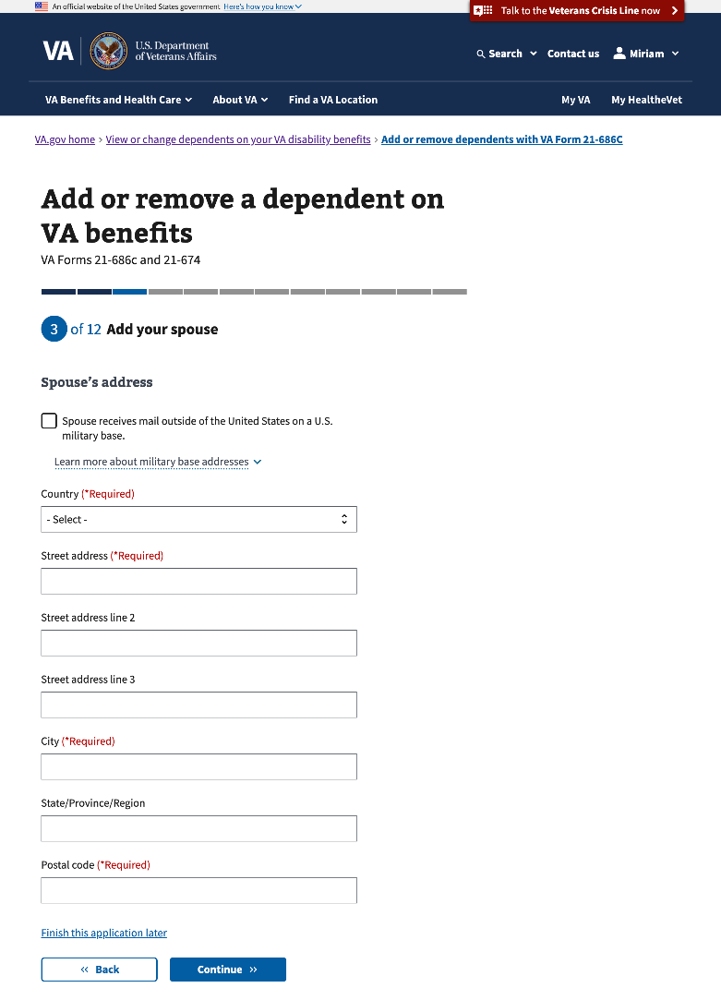 An official website of the United States government Here's how you know
Talk to the Veterans Crisis Line now
VA
U.S. Department
of Veterans Affairs
Search
Contact us
Miriam
VA Benefits and Health Care
About VA
Find a VA Location
My VA
My HealtheVet
VA.gov home › View or change dependents on your VA disability benefits › Add or remove dependents with VA Form 21-686C
Add or remove a dependent on
VA benefits
VA Forms 21-686c and 21-674
3 of 12 Add your spouse
Spouse’s address
Spouse receives mail outside of the United States on a U.S.
military base.
Learn more about military base addresses
Country (*Required)
- Select -
Street address (*Required)
Street address line 2
Street address line 3
City (*Required)
State/Province/Region
Postal code (*Required)
Finish this application later
« Back
Continue »